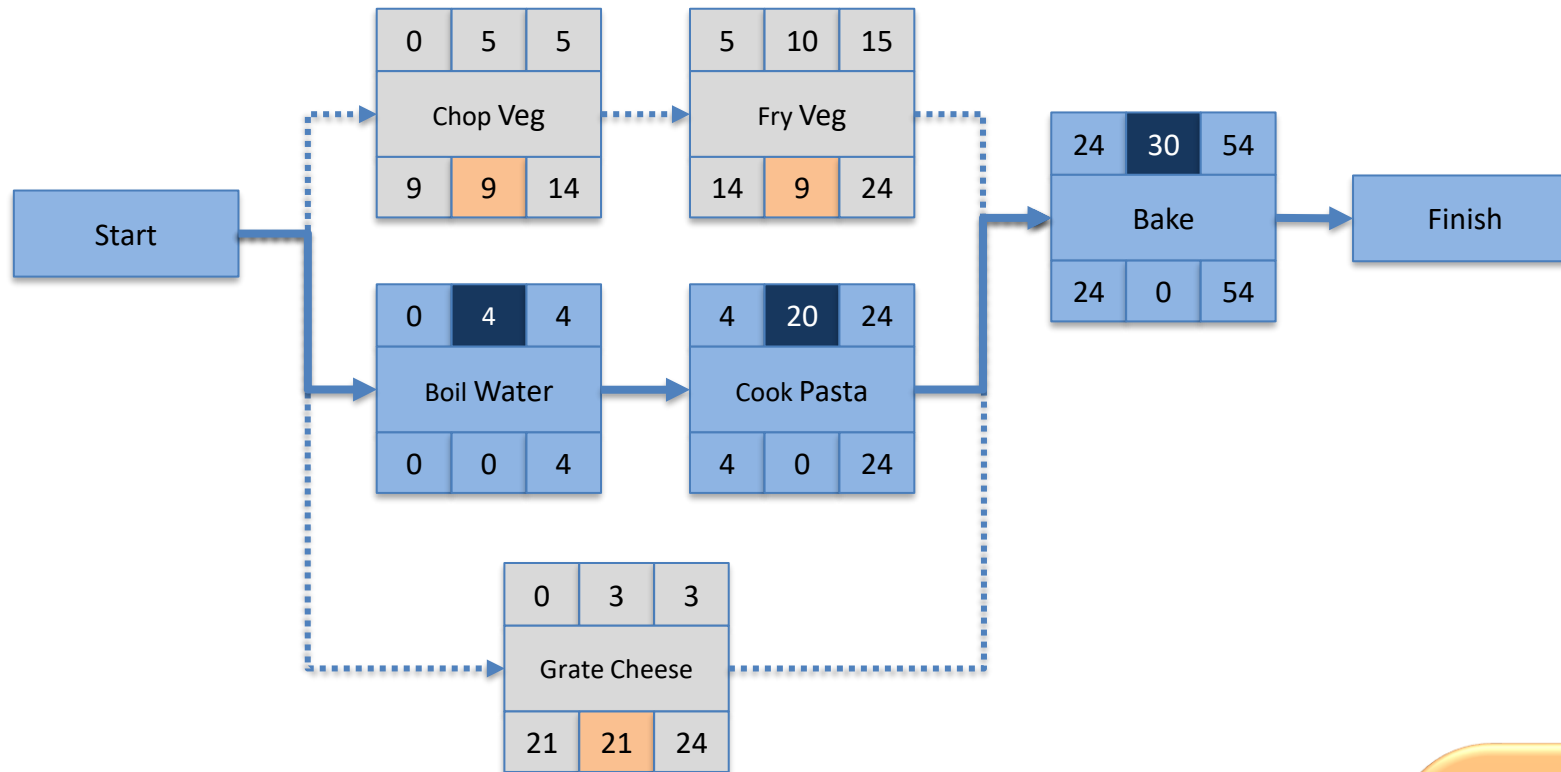 0 5 5
Chop Veg
9 9 14
5 10 15
Fry Veg
14 9 24
24 30 54
Bake
24 0 54
Start
Finish
0 4 4
Boil Water
0 0 4
4 20 24
Cook Pasta
4 0 24
0 3 3
Grate Cheese
21 21 24